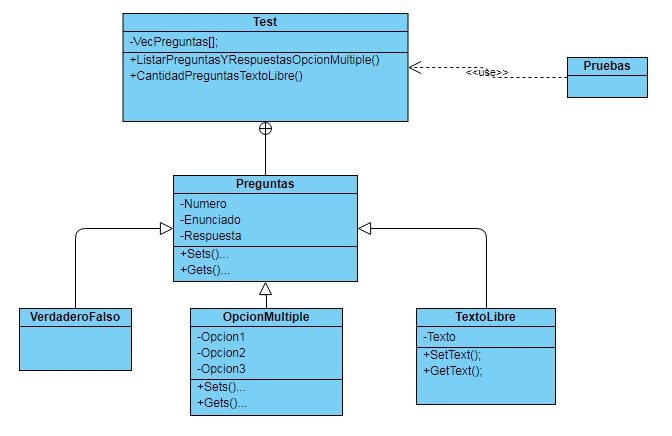 Test
-VecPreguntas[];
+ListarPreguntasYRespuestasOpcionMultiple()
+CantidadPreguntasTextoLibre()
<<use>>
Pruebas
Preguntas
-Numero
-Enunciado
-Respuesta
+Sets()...
+Gets()...
VerdaderoFalso
OpcionMultiple
-Opcion1
-Opcion2
-Opcion3
+Sets()...
+Gets()...
TextoLibre
-Texto
+SetText();
+GetText();